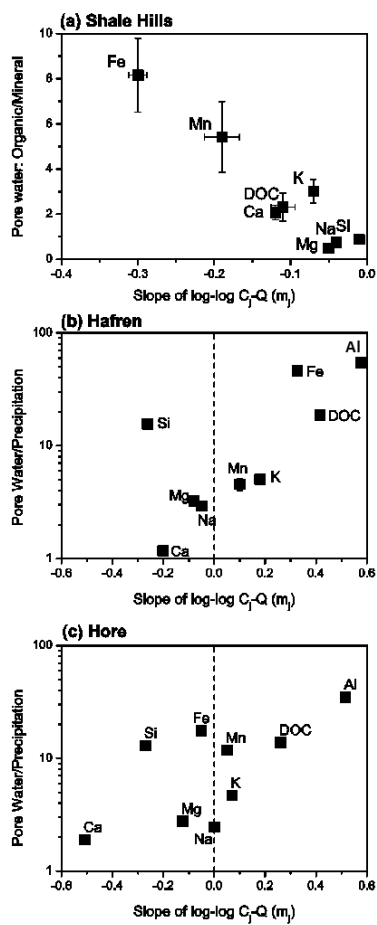 (a) Shale Hills
Pore water: Organic/Mineral
10
8
6
4
2
0
Fe
Mn
K
DOC
Ca
Na
SI
Mg
-0.4
-0.3
-0.2
-0.1
0.0
Slope of log-log Cj-Q (mj)
(b) Hafren
Pore Water/Precipitation
100
10
1
Al
Fe
DOC
Si
Mn
K
Mg
Na
Ca
-0.6
-0.4
-0.2
0.0
0.2
0.4
0.6
Slope of log-log Cj-Q (mj)
(c) Hore
Pore Water/Precipitation
100
10
1
Al
Fe
Si
Mn
DOC
K
Mg
Na
Ca
-0.6
-0.4
-0.2
0.0
0.2
0.4
0.6
Slope of log-log Cj-Q (mj)